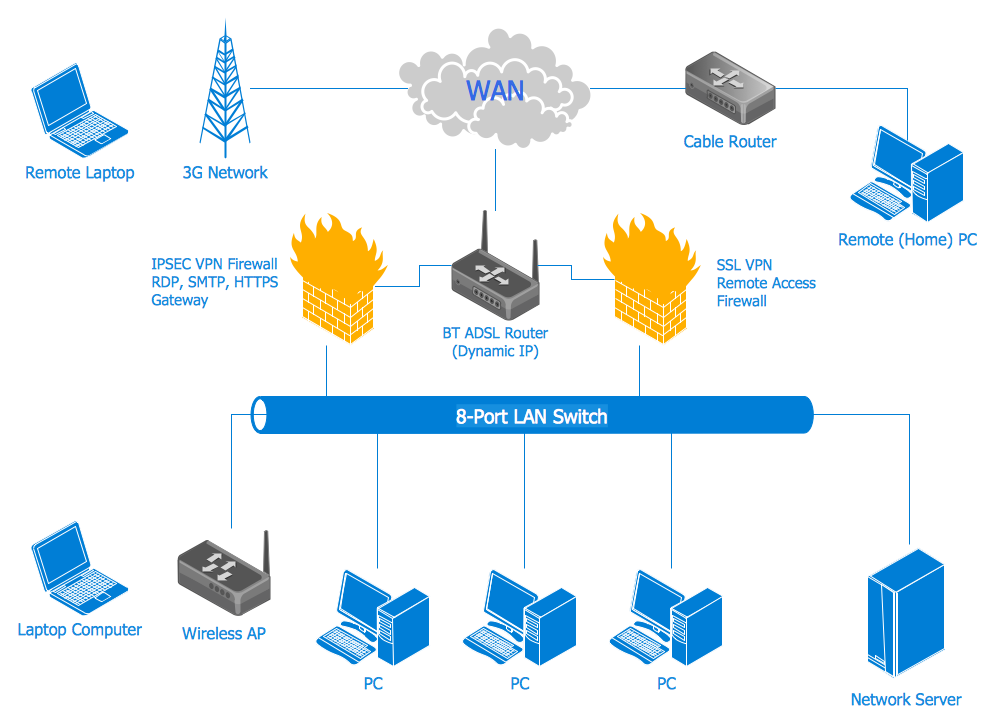 WAN
Cable Router
Remote Laptop
3G Network
Remote (Home) PC
IPSEC VPN Firewall
RDP, SMTP, HTTPS
Gateway
SSL VPN
Remote Access
Firewall
BT ADSL Router
(Dynamic IP)
8-Port LAN Switch
Laptop Computer
Wireless AP
PC
PC
PC
Network Server